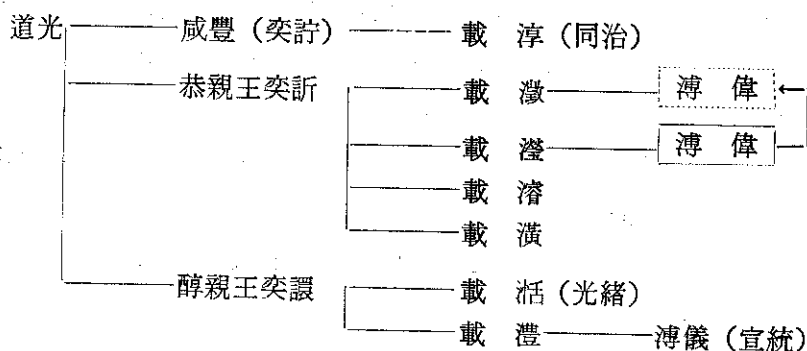 道光 咸豐(奕詝) 載 淳(同治)
恭親王奕訢 載 澂 溥 偉
載 瀅 溥 偉
載 濬
載 潢
醇親王奕譞 載 湉(光緒)
載 灃 溥儀(宣統)